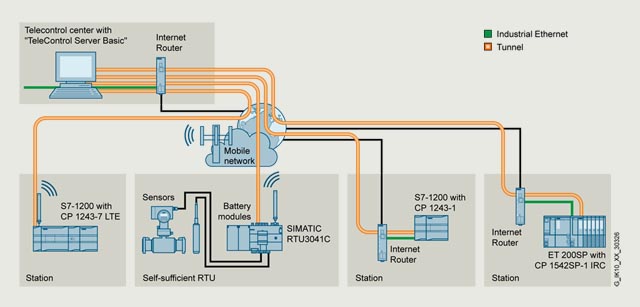 Telecontrol center with
"TeleControl Server Basic"
Internet
Router
Industrial Ethernet
Tunnel
Mobile
network
S7-1200 with
CP 1243-7 LTE
Station
Sensors
Battery
modules
SIMATIC
RTU3041C
Self-sufficient RTU
S7-1200 with
CP 1243-1
Internet
Router
Station
Internet
Router
ET 200SP with
CP 1542SP-1 IRC
Station
G_IK10_XX_30326